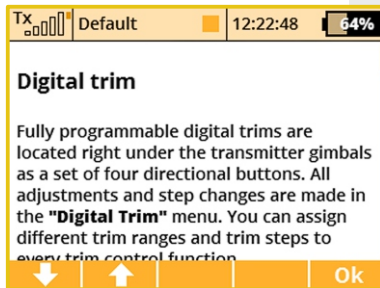 Tx Default 12:22:48 64%
Digital trim
Fully programmable digital trims are
located right under the transmitter gimbals
as a set of four directional buttons. All
adjustments and step changes are made in
the "Digital Trim" menu. You can assign
different trim ranges and trim steps to
every trim control function
Ok